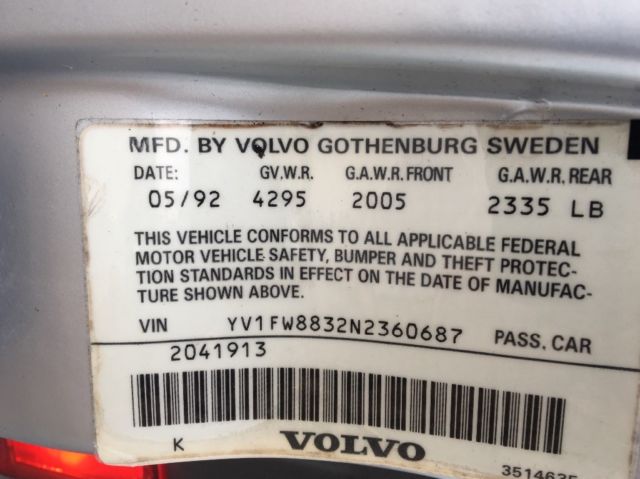 MFD. BY VOLVO GOTHENBURG SWEDEN
DATE: GV.W.R. G.A.W.R. FRONT G.A.W.R. REAR
05/92 4295 2005 2335 LB
THIS VEHICLE CONFORMS TO ALL APPLICABLE FEDERAL
MOTOR VEHICLE SAFETY, BUMPER AND THEFT PROTEC-
TION STANDARDS IN EFFECT ON THE DATE OF MANUFAC-
TURE SHOWN ABOVE.
VIN YV1FW8832N2360687 PASS. CAR
2041913
K VOLVO